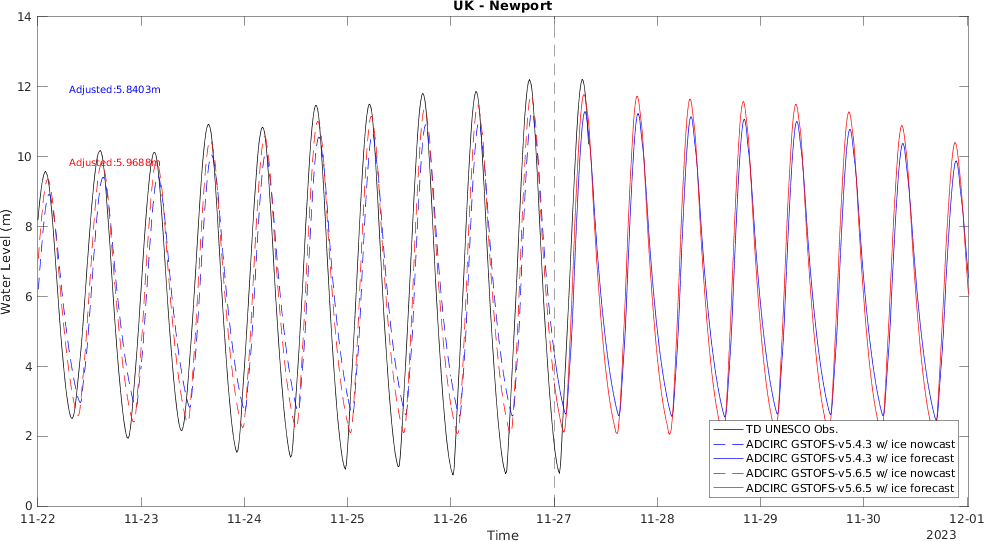 UK - Newport
Water Level (m)
14
12
10
8
6
4
2
0
Adjusted:5.8403m
Adjusted:5.9688m
TD UNESCO Obs.
ADCIRC GSTOFS-v5.4.3 w/ ice nowcast
ADCIRC GSTOFS-v5.4.3 w/ ice forecast
ADCIRC GSTOFS-v5.6.5 w/ ice nowcast
ADCIRC GSTOFS-v5.6.5 w/ ice forecast
11-22 11-23 11-24 11-25 11-26 11-27 11-28 11-29 11-30 12-01
Time
2023